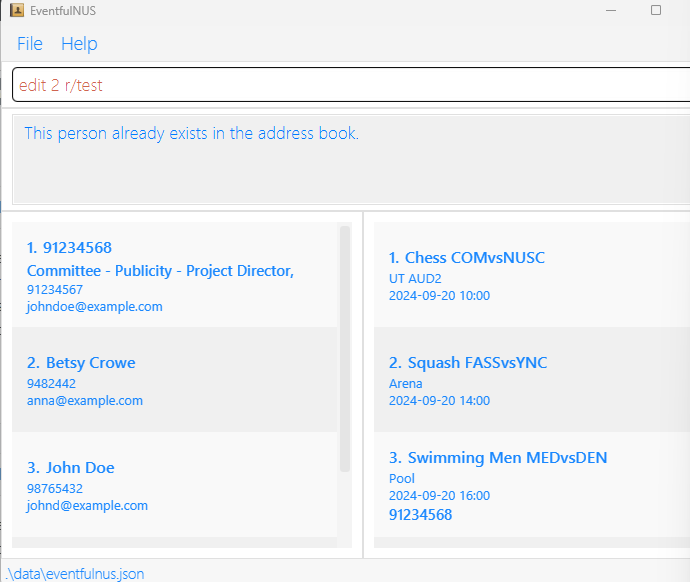 EventfulNUS
File Help
edit 2 r/test
This person already exists in the address book.
1. 91234568
Committee - Publicity - Project Director,
91234567
johndoe@example.com
2. Betsy Crowe
9482442
anna@example.com
3. John Doe
98765432
johnd@example.com
1. Chess COMvsNUSC
UT AUD2
2024-09-20 10:00
2. Squash FASSvsYNC
Arena
2024-09-20 14:00
3. Swimming Men MEDvsDEN
Pool
2024-09-20 16:00
91234568
.\data\eventfulnus.json